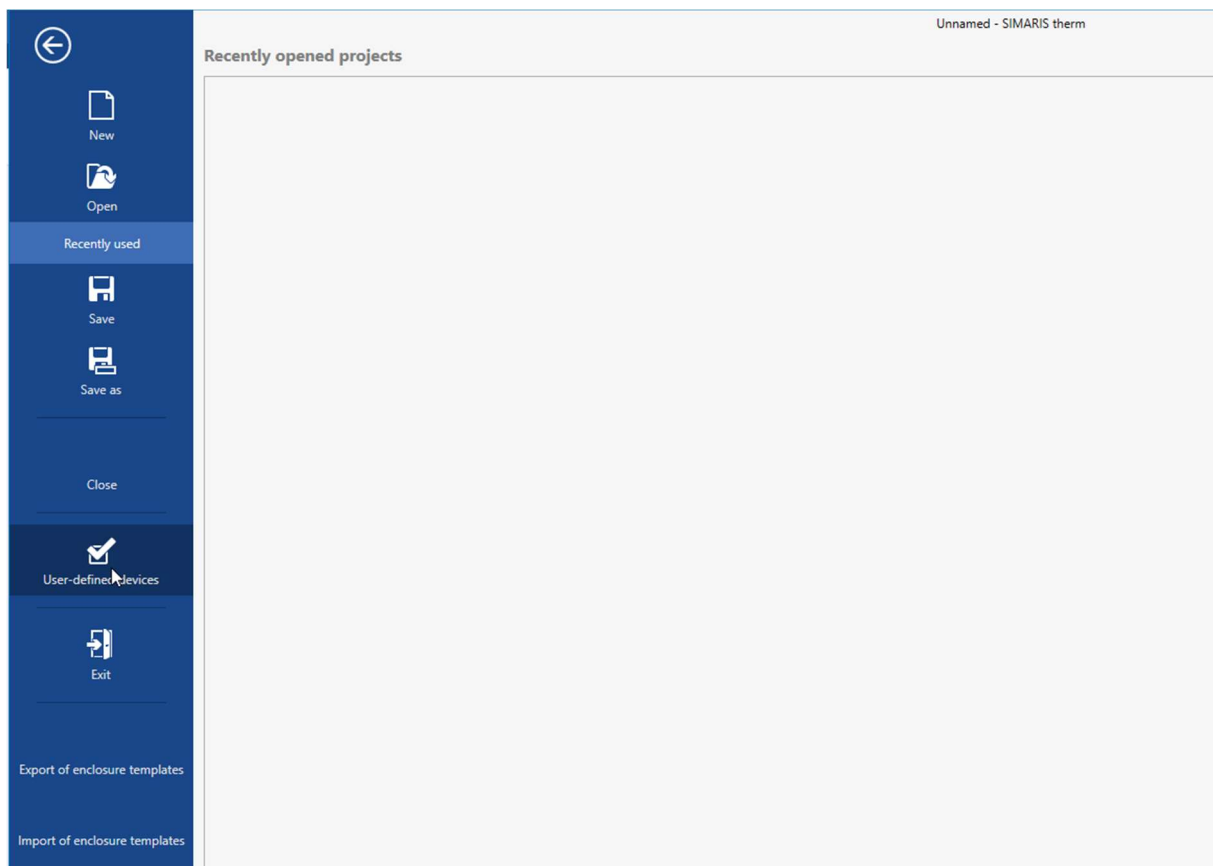 Unnamed - SIMARIS therm
Recently opened projects
New
Open
Recently used
Save
Save as
Close
User-defined devices
Exit
Export of enclosure templates
Import of enclosure templates